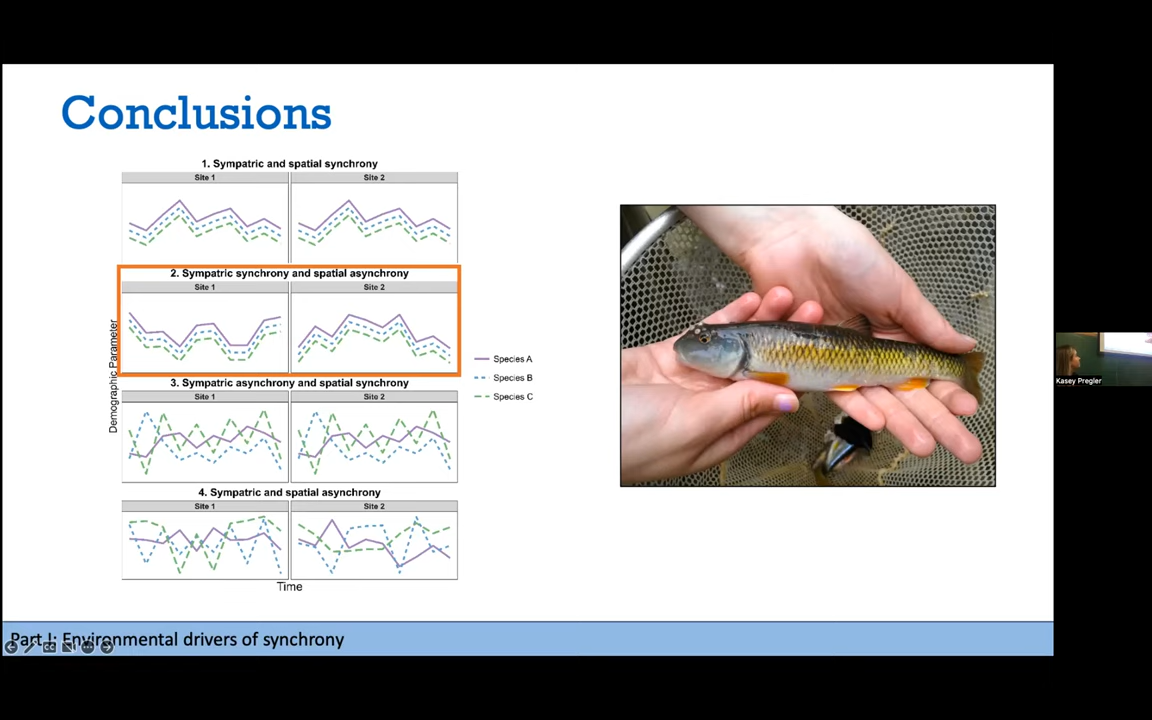 Conclusions
1. Sympatric and spatial synchrony
Site 1
Site 2
2. Sympatric synchrony and spatial asynchrony
Site 1
Site 2
3. Sympatric asynchrony and spatial synchrony
Site 1
Site 2
4. Sympatric and spatial asynchrony
Site 1
Site 2
Demographic Parameter
Time
Species A
Species B
Species C
Kasey Pregler
Part I: Environmental drivers of synchrony
CC